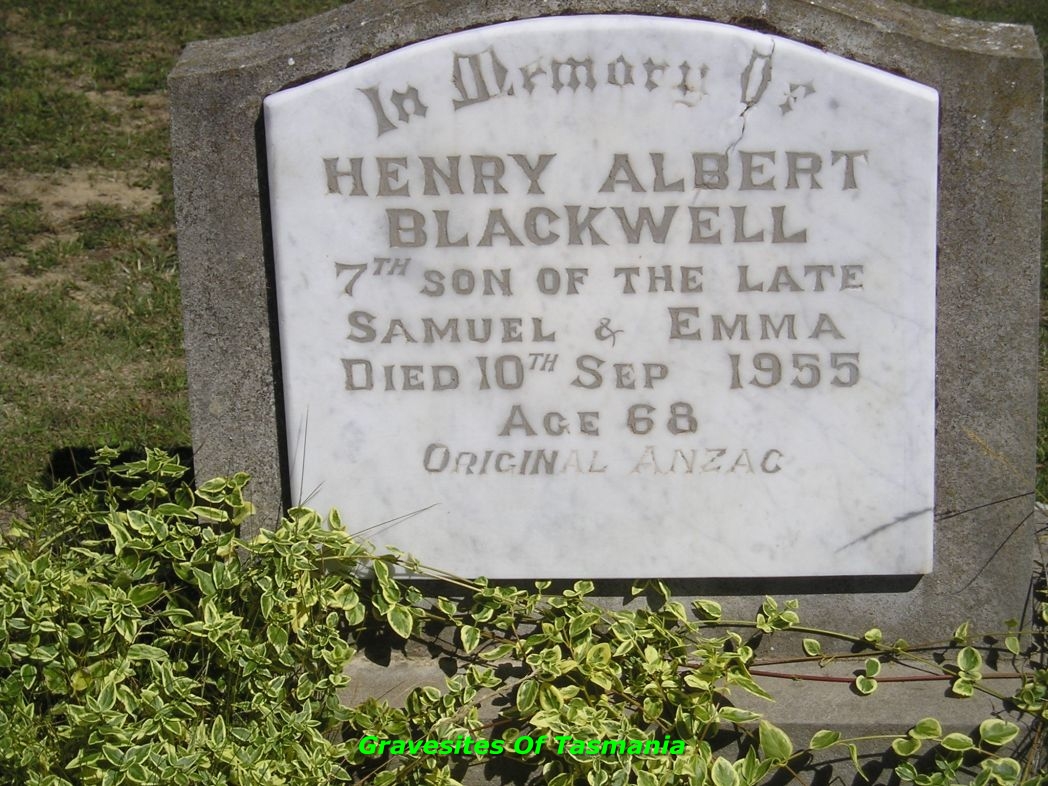 In Memory Of
HENRY ALBERT
BLACKWELL
7TH SON OF THE LATE
SAMUEL & EMMA
DIED 10TH SEP 1955
AGE 68
ORIGINAL ANZAC
Gravesites Of Tasmania